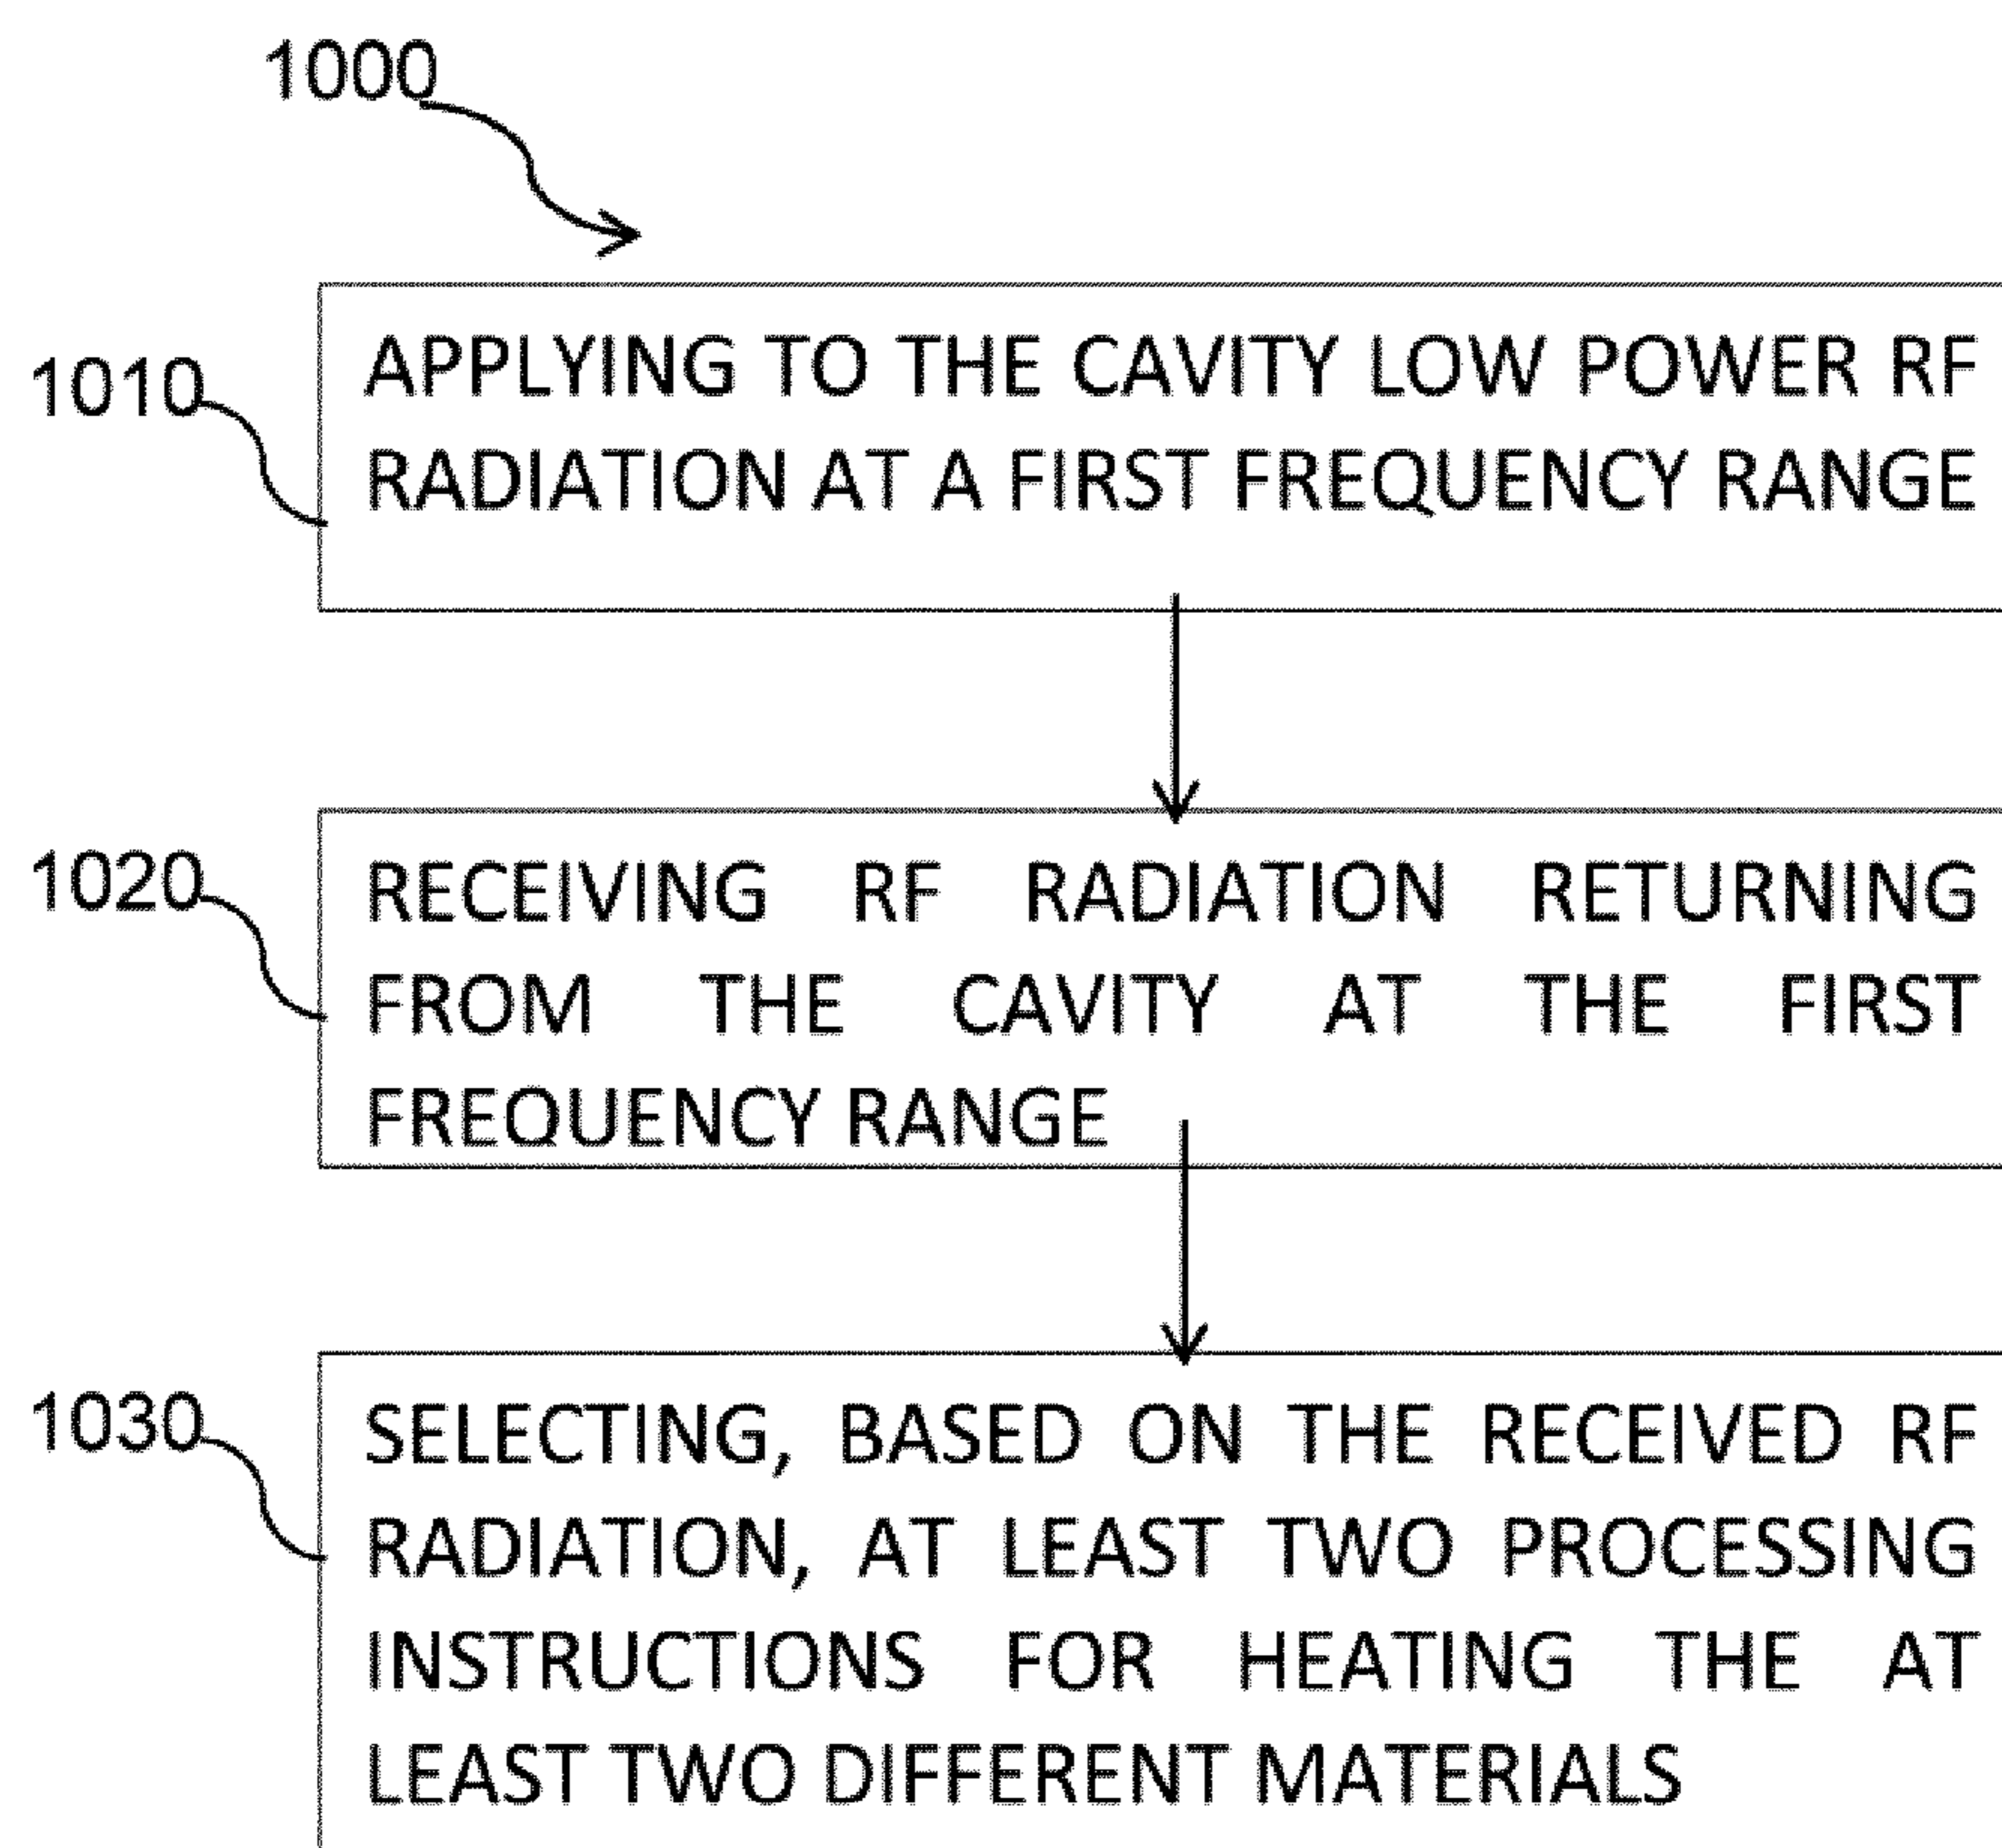 1000
1010
APPLYING TO THE CAVITY LOW POWER RF
RADIATION AT A FIRST FREQUENCY RANGE
1020
RECEIVING RF RADIATION RETURNING
FROM THE CAVITY AT THE FIRST
FREQUENCY RANGE
1030
SELECTING, BASED ON THE RECEIVED RF
RADIATION, AT LEAST TWO PROCESSING
INSTRUCTIONS FOR HEATING THE AT
LEAST TWO DIFFERENT MATERIALS